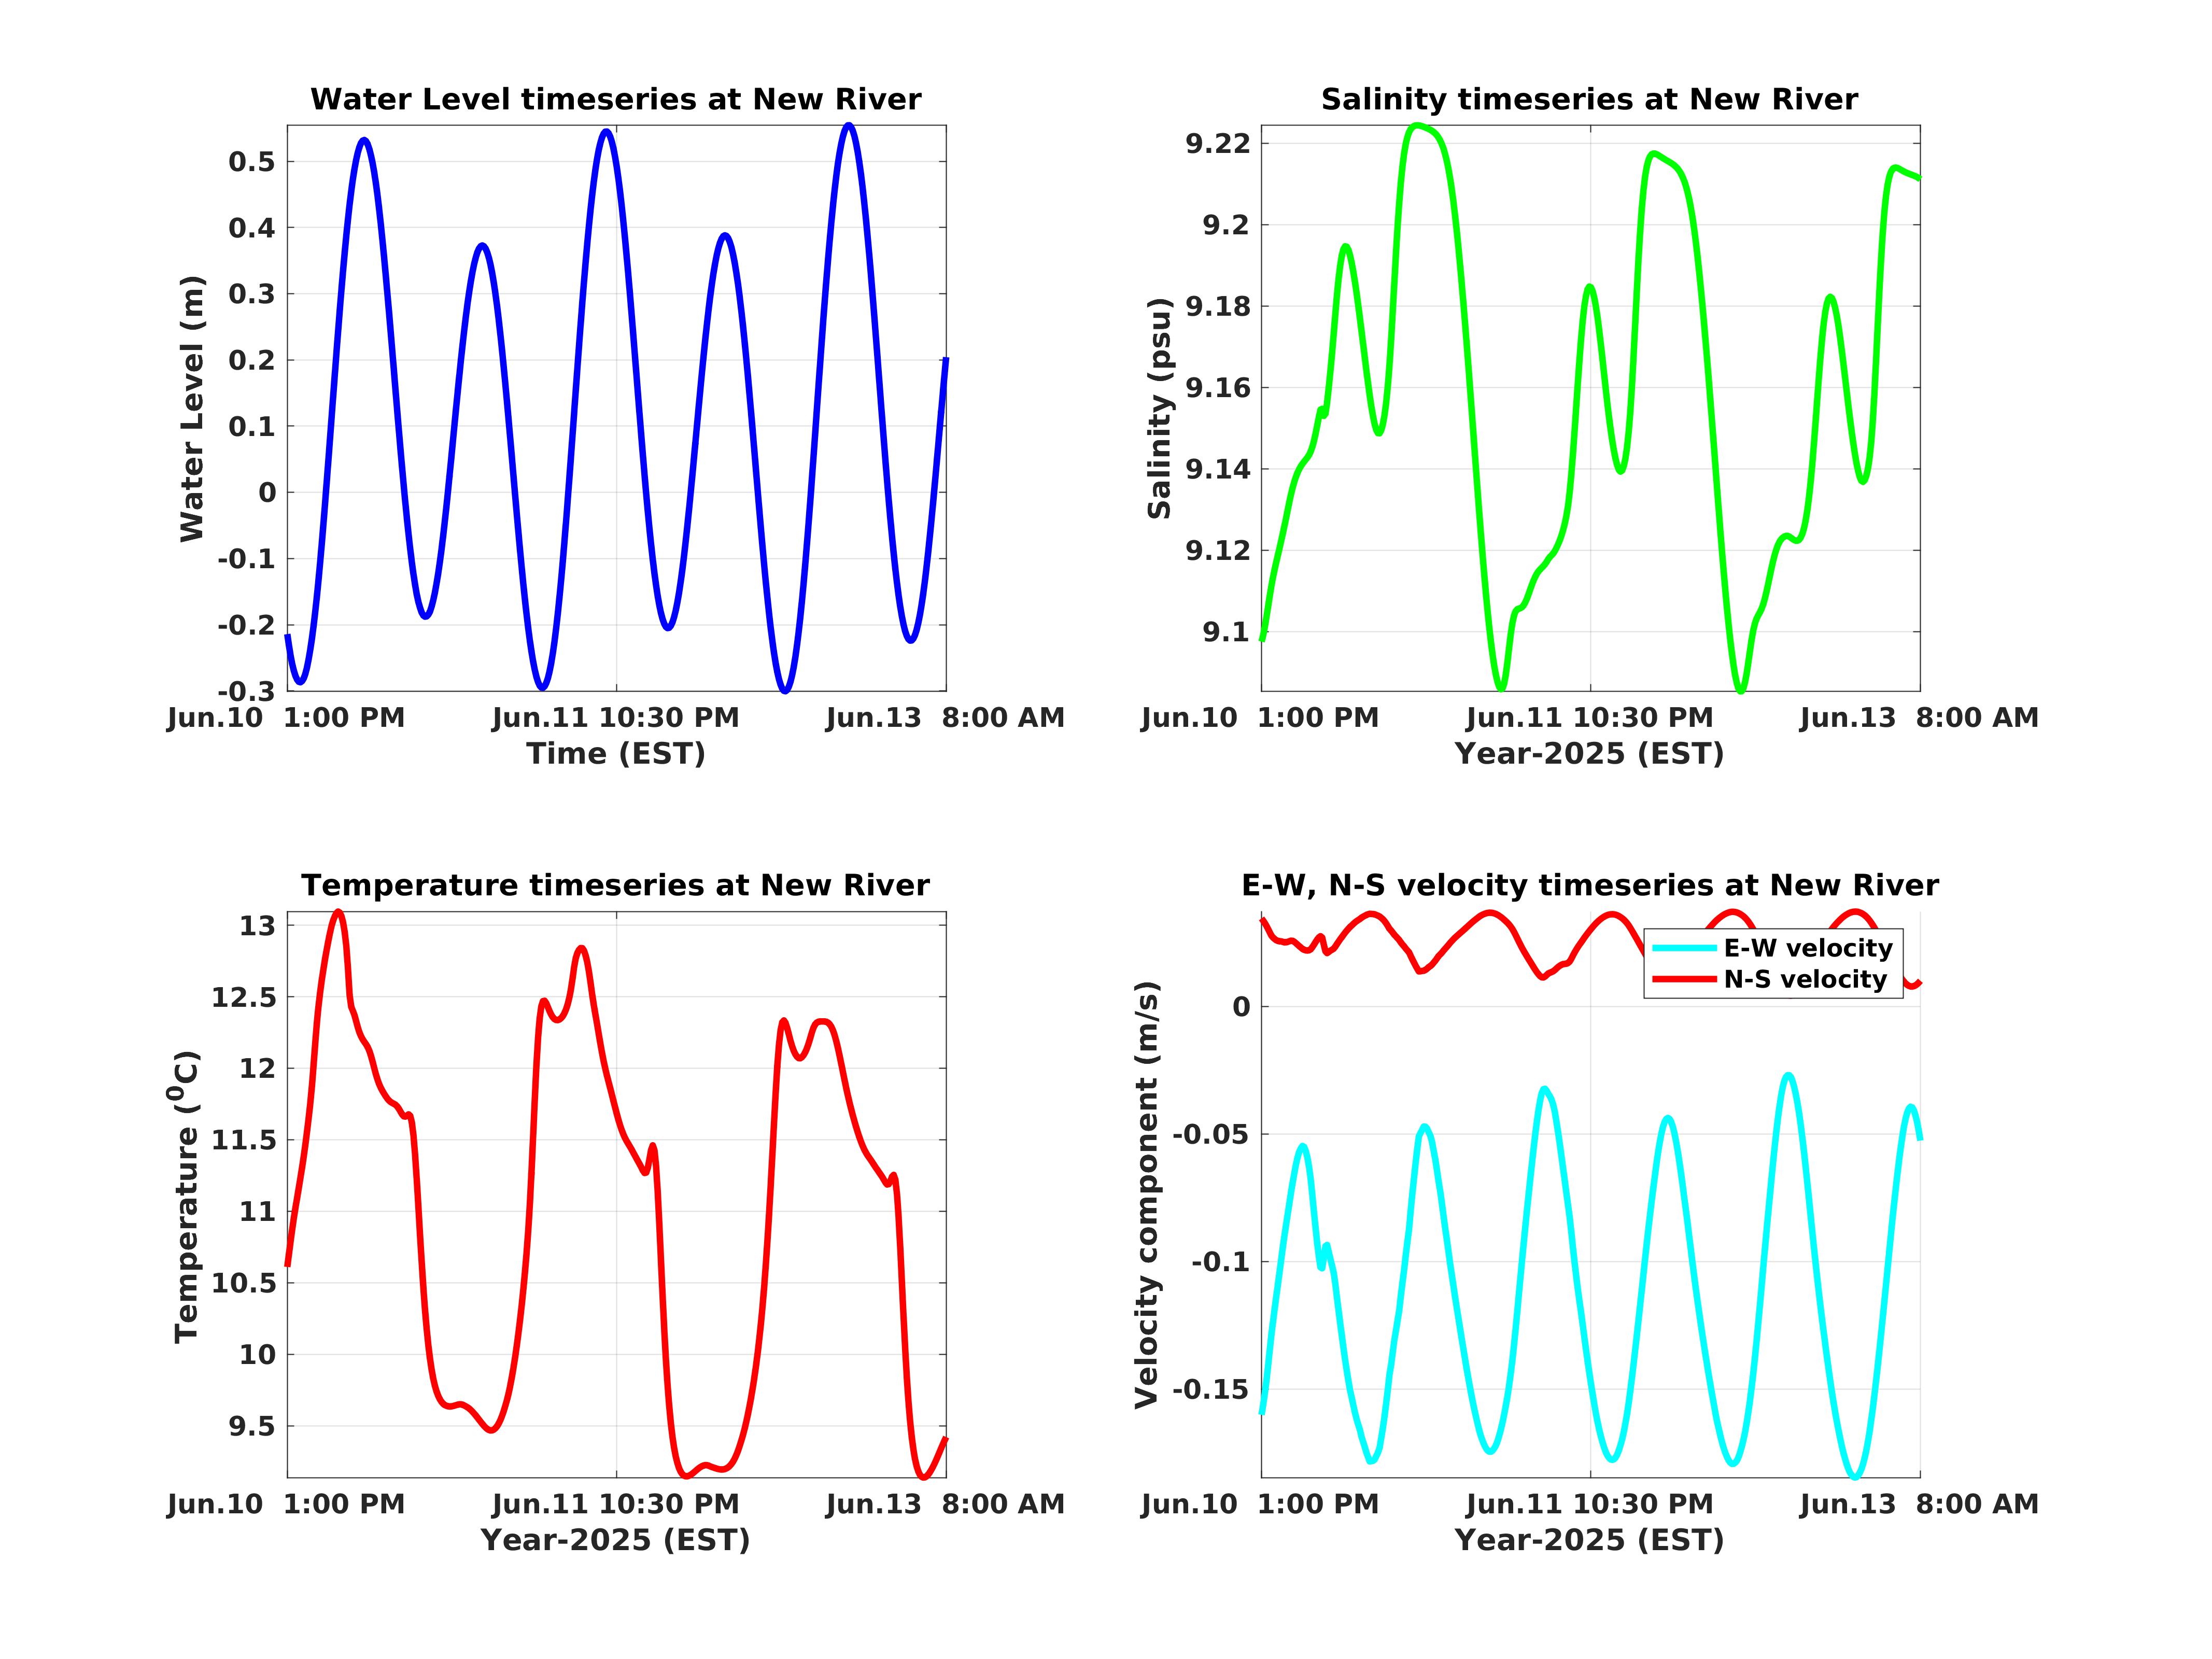 Water Level timeseries at New River
0.5
0.4
0.3
0.2
0.1
0
-0.1
-0.2
-0.3
Water Level (m)
Jun.10 1:00 PM
Jun.11 10:30 PM
Jun.13 8:00 AM
Time (EST)
Salinity timeseries at New River
9.22
9.2
9.18
9.16
9.14
9.12
9.1
Salinity (psu)
Jun.10 1:00 PM
Jun.11 10:30 PM
Jun.13 8:00 AM
Year-2025 (EST)
Temperature timeseries at New River
13
12.5
12
11.5
11
10.5
10
9.5
Temperature (⁰C)
Jun.10 1:00 PM
Jun.11 10:30 PM
Jun.13 8:00 AM
Year-2025 (EST)
E-W, N-S velocity timeseries at New River
E-W velocity
N-S velocity
0
-0.05
-0.1
-0.15
Velocity component (m/s)
Jun.10 1:00 PM
Jun.11 10:30 PM
Jun.13 8:00 AM
Year-2025 (EST)